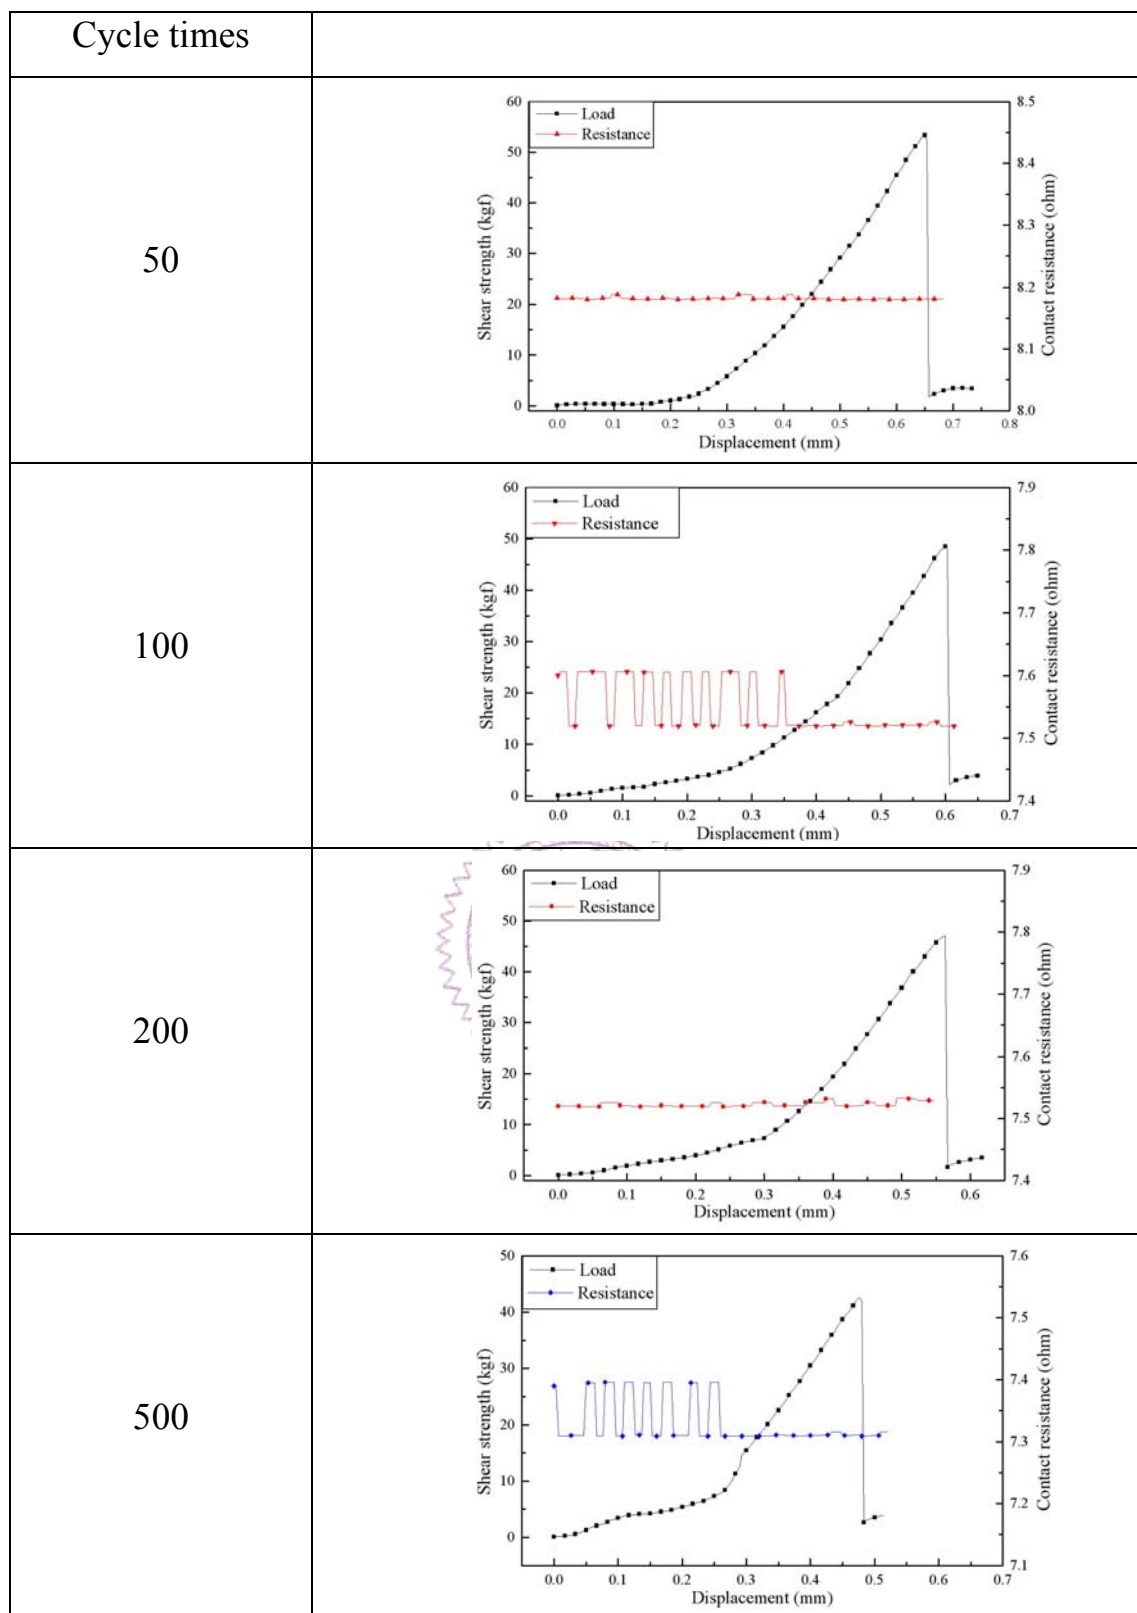 Cycle times
50
Load
Resistance
Shear strength (kgf)
60
50
40
30
20
10
0
8.5
8.4
8.3
8.2
8.1
8.0
Contact resistance (ohm)
0.0 0.1 0.2 0.3 0.4 0.5 0.6 0.7 0.8
Displacement (mm)
100
Load
Resistance
Shear strength (kgf)
60
50
40
30
20
10
0
7.9
7.8
7.7
7.6
7.5
7.4
Contact resistance (ohm)
0.0 0.1 0.2 0.3 0.4 0.5 0.6 0.7
Displacement (mm)
200
Load
Resistance
Shear strength (kgf)
60
50
40
30
20
10
0
7.9
7.8
7.7
7.6
7.5
7.4
Contact resistance (ohm)
0.0 0.1 0.2 0.3 0.4 0.5 0.6
Displacement (mm)
500
Load
Resistance
Shear strength (kgf)
50
40
30
20
10
0
7.6
7.5
7.4
7.3
7.2
7.1
Contact resistance (ohm)
0.0 0.1 0.2 0.3 0.4 0.5 0.6 0.7
Displacement (mm)